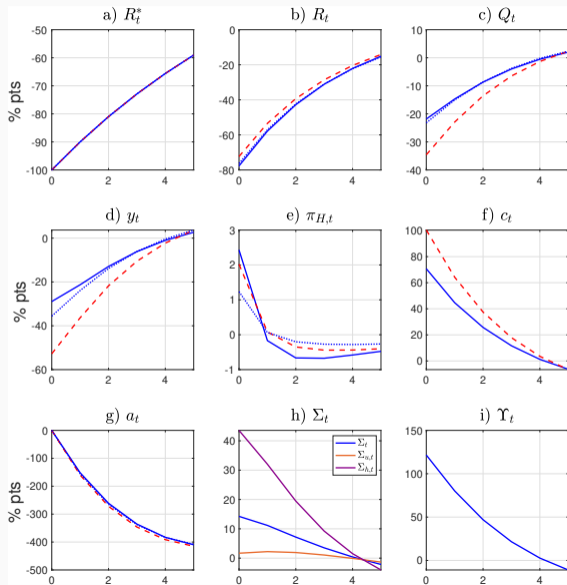 a) R*t b) Rt c) Qt
% pts
-50 -60 -70 -80 -90 -100
0 2 4
0 -20 -40 -60 -80
0 2 4
20 10 0 -10 -20 -30 -40
0 2 4
d) yt e) πH,t f) ct
% pts
0 -20 -40 -60
0 2 4
3 2 1 0 -1
0 2 4
100 80 60 40 20 0
0 2 4
g) at h) Σt i) Υt
% pts
0 -100 -200 -300 -400 -500
0 2 4
40 30 20 10 0
Σt
Σu,t
Σh,t
0 2 4
150 100 50 0
0 2 4